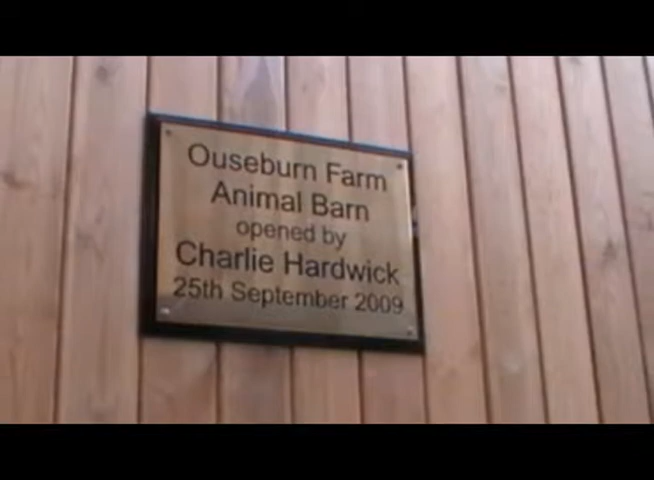 Ouseburn Farm
Animal Barn
opened by
Charlie Hardwick
25th September 2009